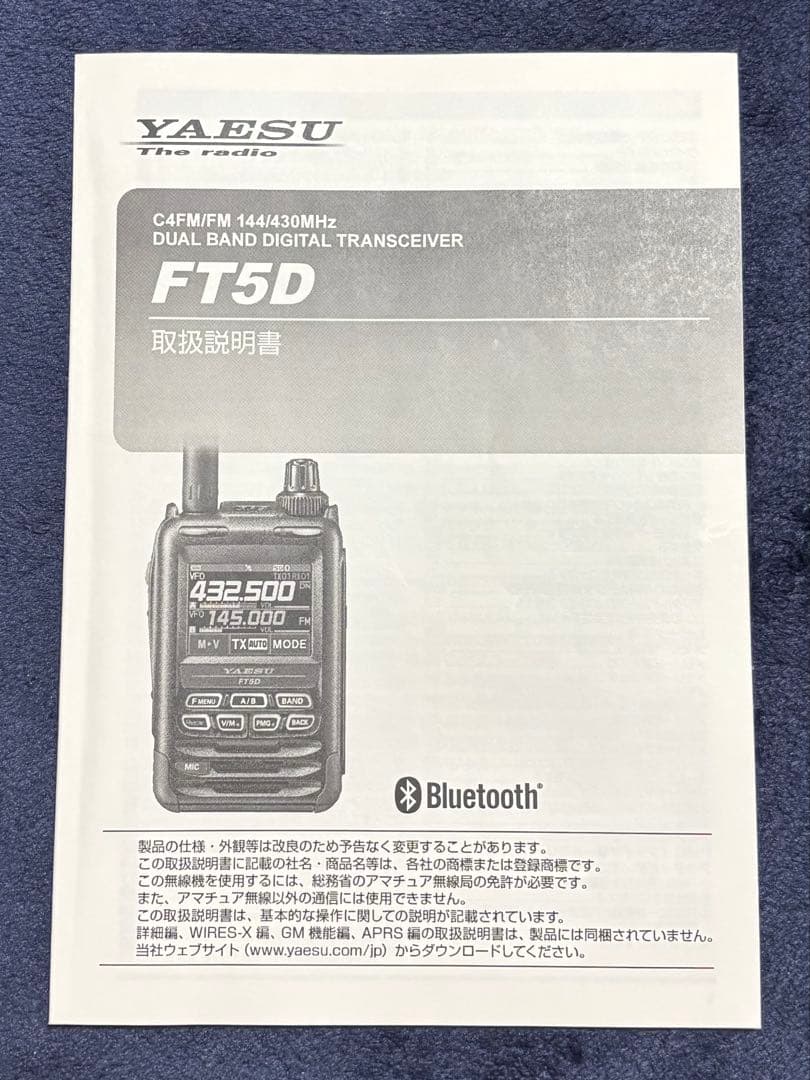 YAESU
The radio
C4FM/FM 144/430MHz
DUAL BAND DIGITAL TRANSCEIVER
FT5D
取扱説明書
VFO
TX01RX01
432.500
DN
VOL
VFO
145.000
FM
VOL
M▶V TX AUTO MODE
YAESU
FT5D
F MENU A/B BAND
V/M PMG BACK
MIC
Bluetooth®
製品の仕様・外観等は改良のため予告なく変更することがあります。
この取扱説明書に記載の社名・商品名等は、各社の商標または登録商標です。
この無線機を使用するには、総務省のアマチュア無線局の免許が必要です。
また、アマチュア無線以外の通信には使用できません。
この取扱説明書は、基本的な操作に関しての説明が記載されています。
詳細編、WIRES-X 編、GM 機能編、APRS 編の取扱説明書は、製品には同梱されていません。
当社ウェブサイト（www.yaesu.com/jp）からダウンロードしてください。